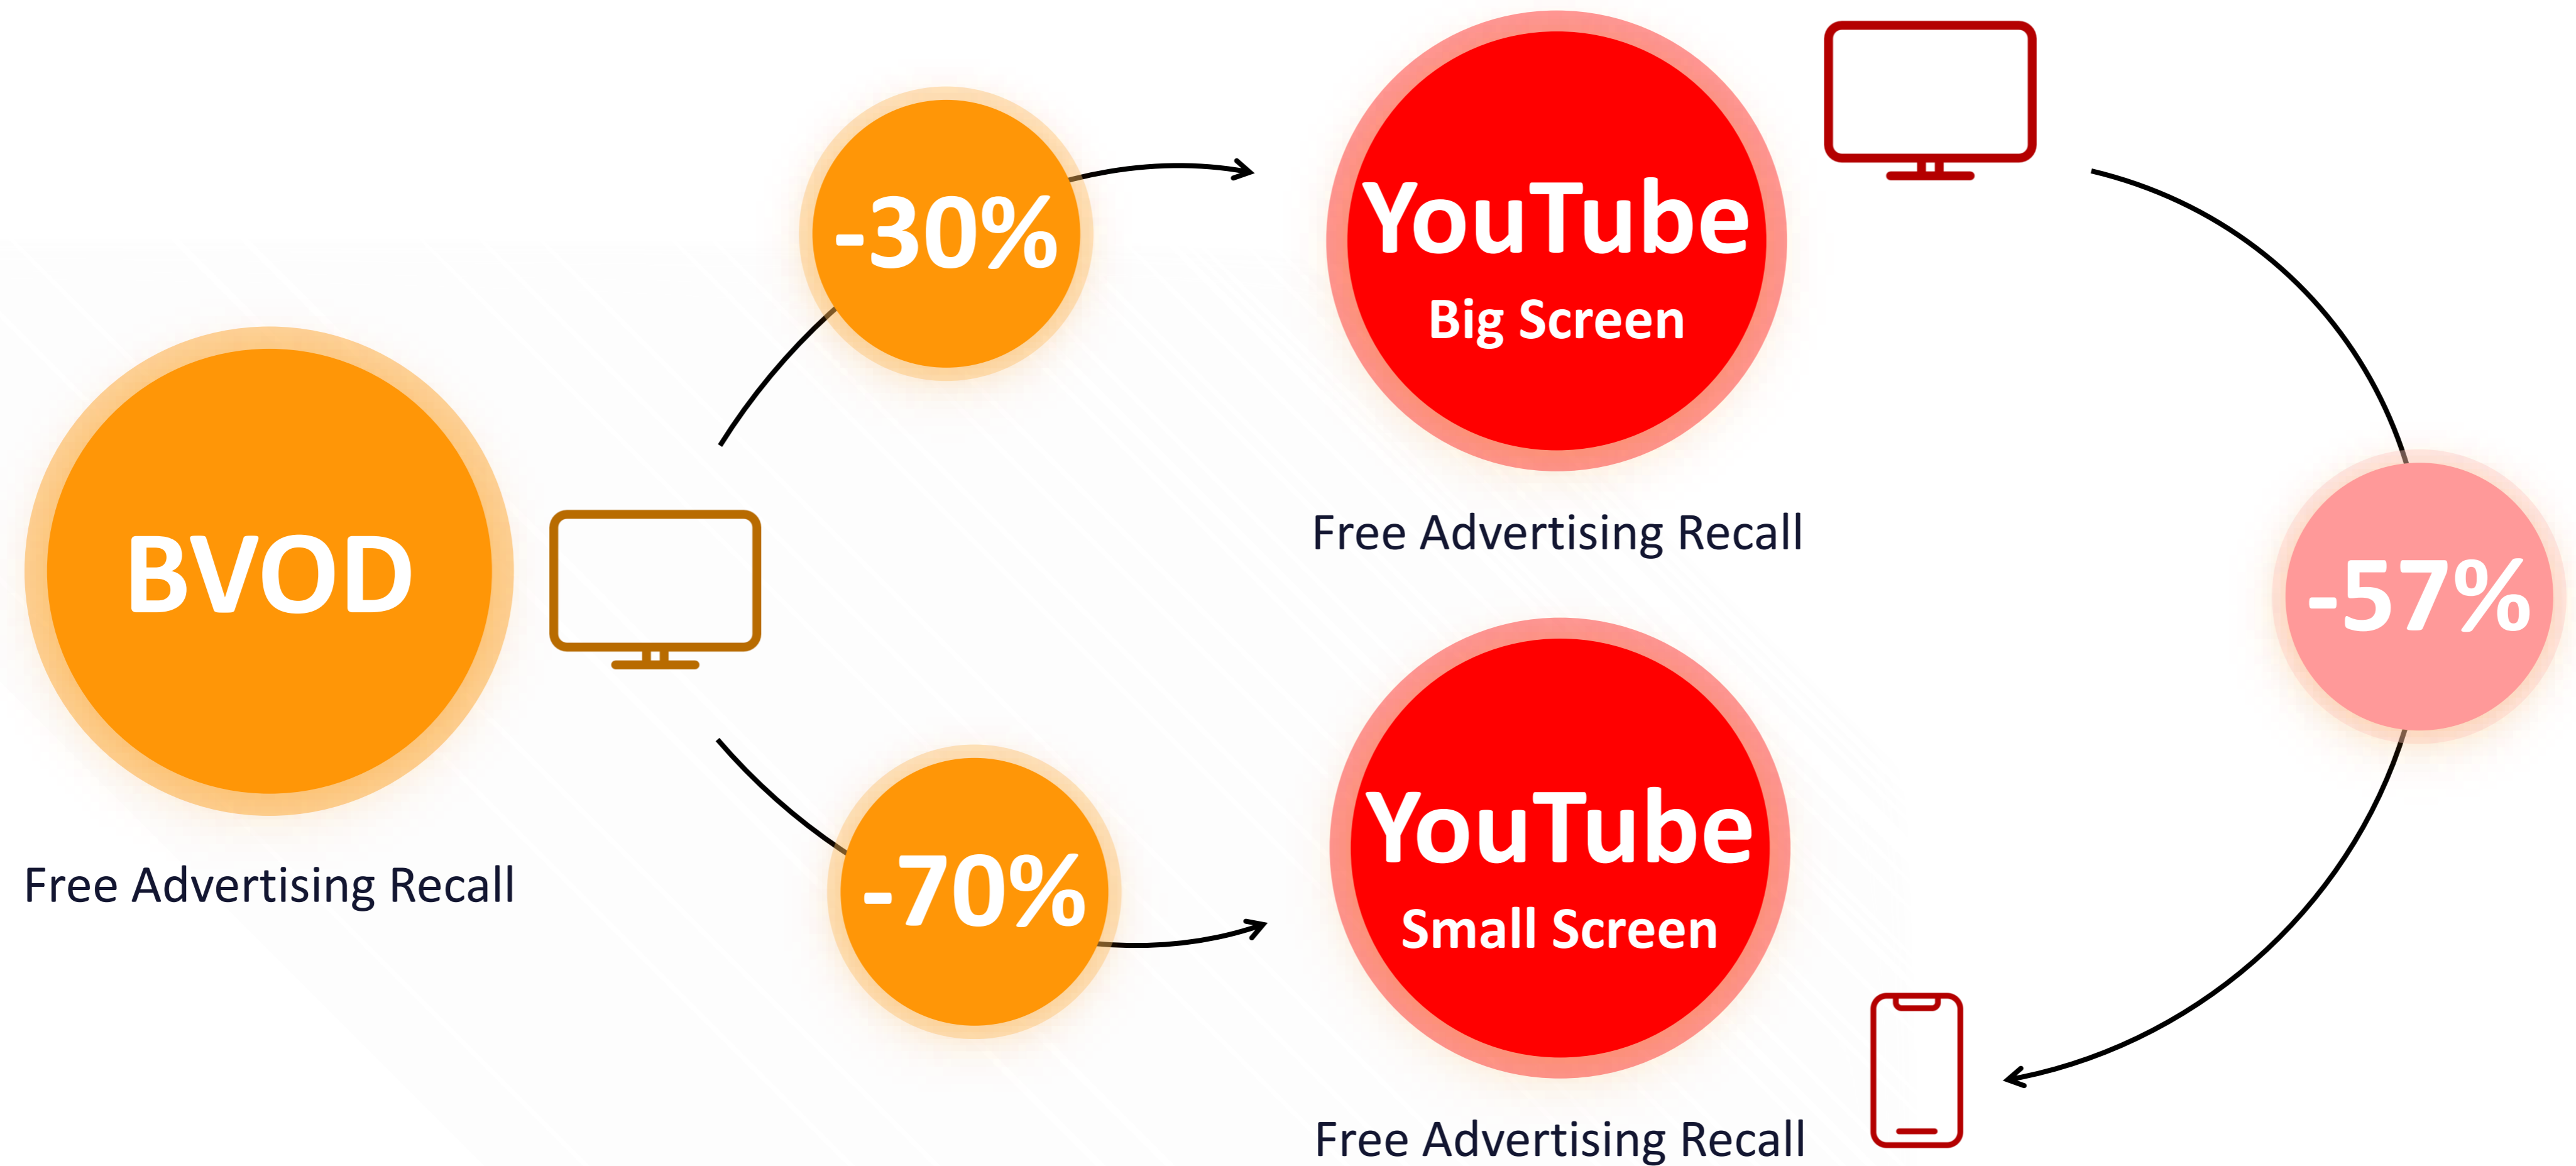 BVOD
Free Advertising Recall
-30%
-70%
YouTube
Big Screen
Free Advertising Recall
YouTube
Small Screen
Free Advertising Recall
-57%